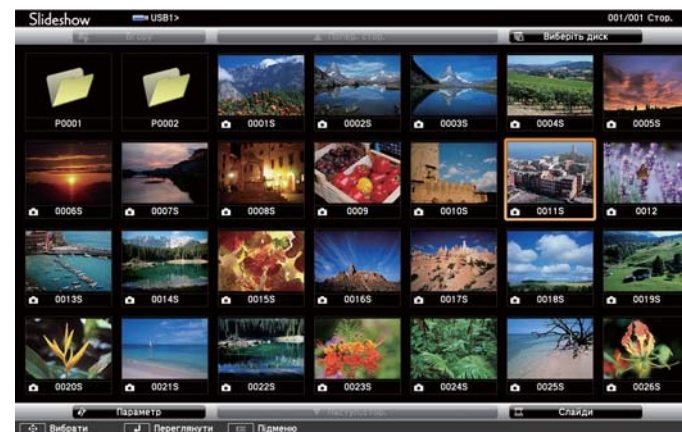 Slideshow USB1> 001/001 Стор.
Вгору Попер. стор. Виберіть диск
P0001 P0002 0001S 0002S 0003S 0004S 0005S
0006S 0007S 0008S 0009 0010S 0011S 0012
0013S 0014S 0015S 0016S 0017S 0018S 0019S
0020S 0021S 0022S 0023S 0024S 0025S 0026S
Параметр Наступ.стор. Слайди
Вибрати Переглянути Підменю